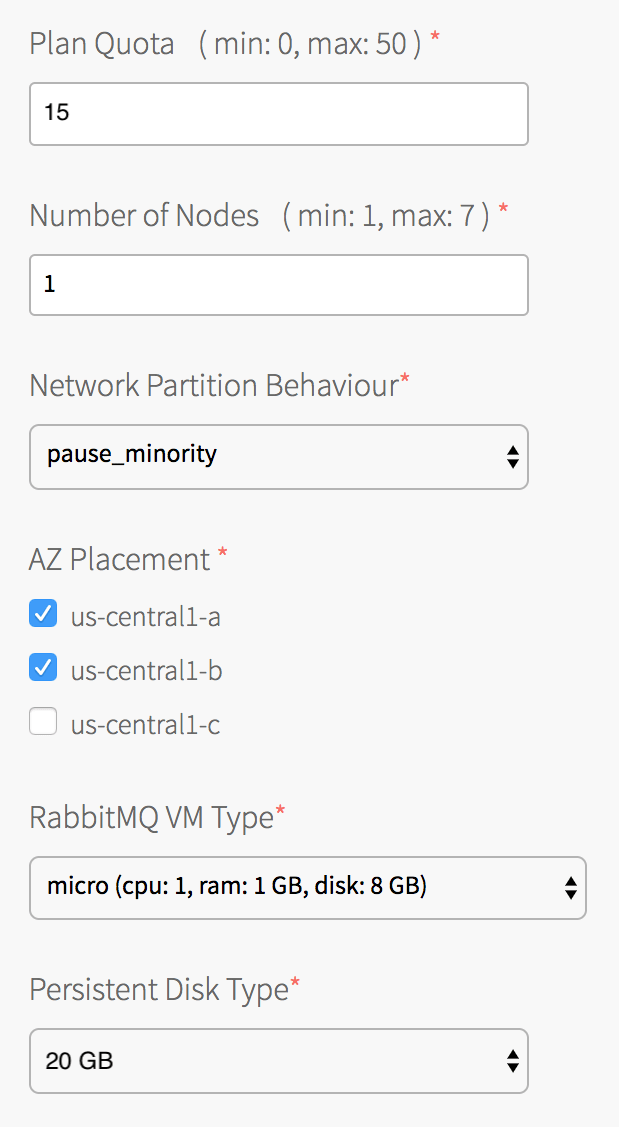 Plan Quota ( min: 0, max: 50 ) *
15
Number of Nodes ( min: 1, max: 7 ) *
1
Network Partition Behaviour*
pause_minority
AZ Placement *
us-central1-a
us-central1-b
us-central1-c
RabbitMQ VM Type*
micro (cpu: 1, ram: 1 GB, disk: 8 GB)
Persistent Disk Type*
20 GB